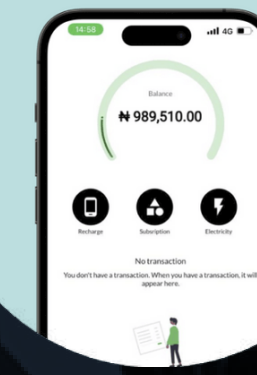 14:58
4G
Balance
₦ 989,510.00
Recharge Subsription Electricity
No transaction
You don't have a transaction. When you have a transaction, it will
appear here.